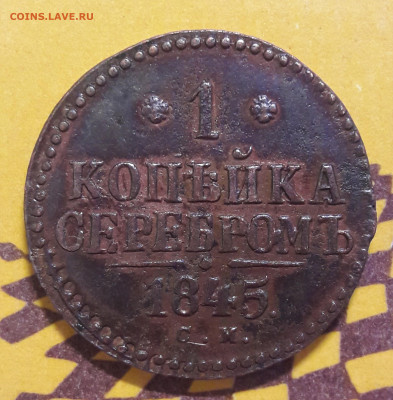 COINS.LAVE.RU
1
КОПѢЙКА
СЕРЕБРОМЪ
1845.
С. М.